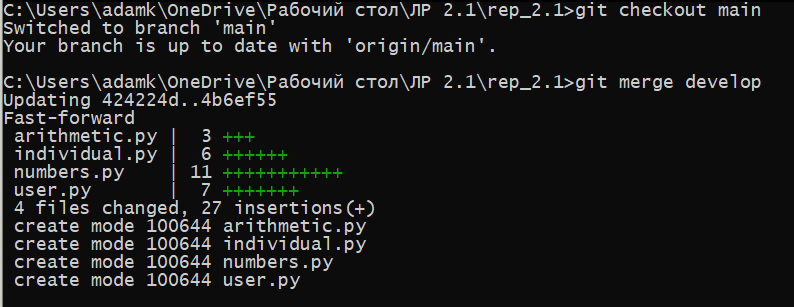 C:\Users\adamk\OneDrive\Рабочий стол\ЛР 2.1\rep_2.1>git checkout main
Switched to branch 'main'
Your branch is up to date with 'origin/main'.

C:\Users\adamk\OneDrive\Рабочий стол\ЛР 2.1\rep_2.1>git merge develop
Updating 424224d..4b6ef55
Fast-forward
 arithmetic.py |  3 +++
 individual.py |  6 ++++++
 numbers.py    | 11 +++++++++++
 user.py       |  7 +++++++
 4 files changed, 27 insertions(+)
 create mode 100644 arithmetic.py
 create mode 100644 individual.py
 create mode 100644 numbers.py
 create mode 100644 user.py